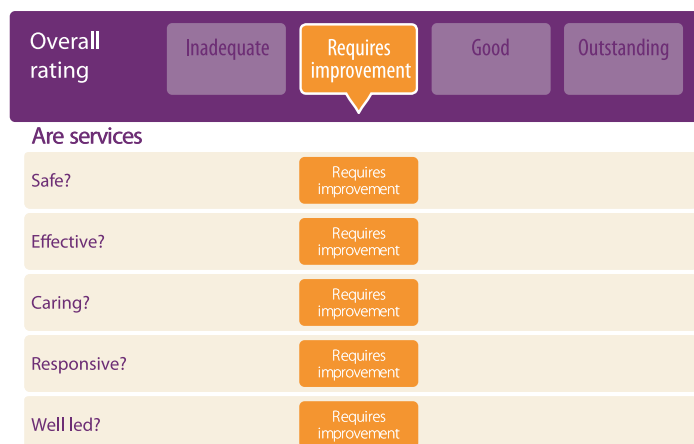 Overall rating
Inadequate
Requires improvement
Good
Outstanding
Are services
Safe?
Requires improvement
Effective?
Requires improvement
Caring?
Requires improvement
Responsive?
Requires improvement
Well led?
Requires improvement